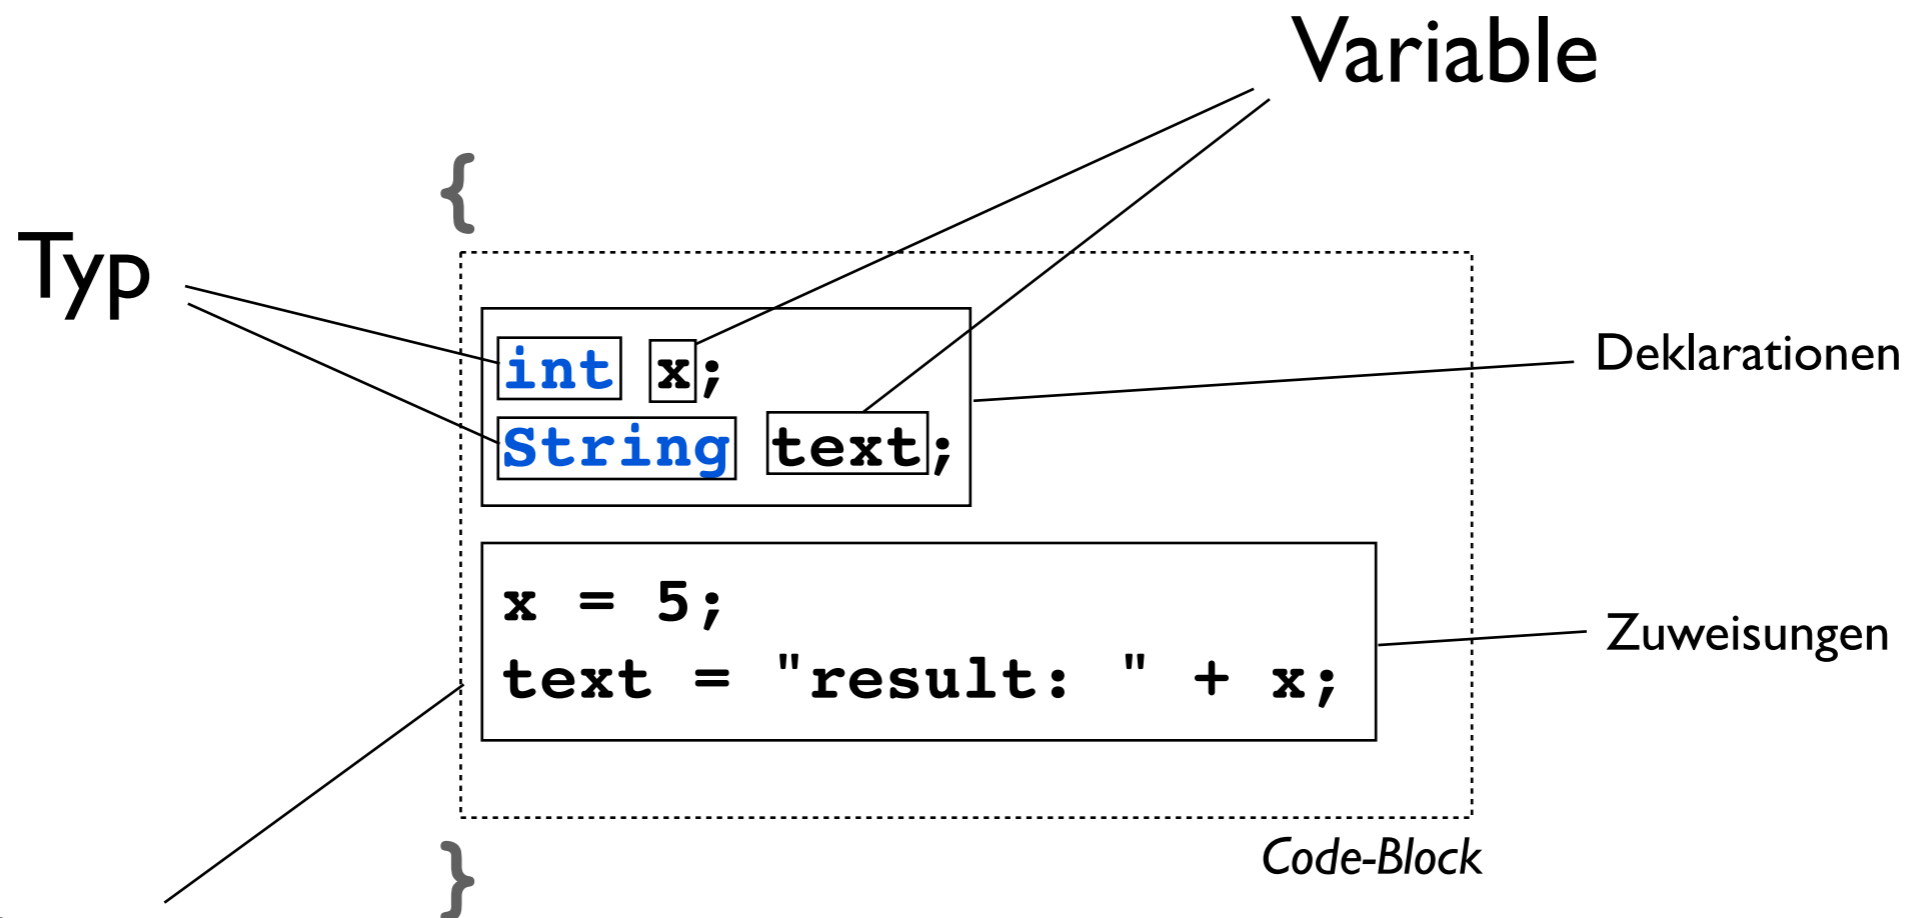 Variable
{
Typ
int x;
Deklarationen
String text;
x = 5;
Zuweisungen
text = "result: " + x;
Code-Block
}